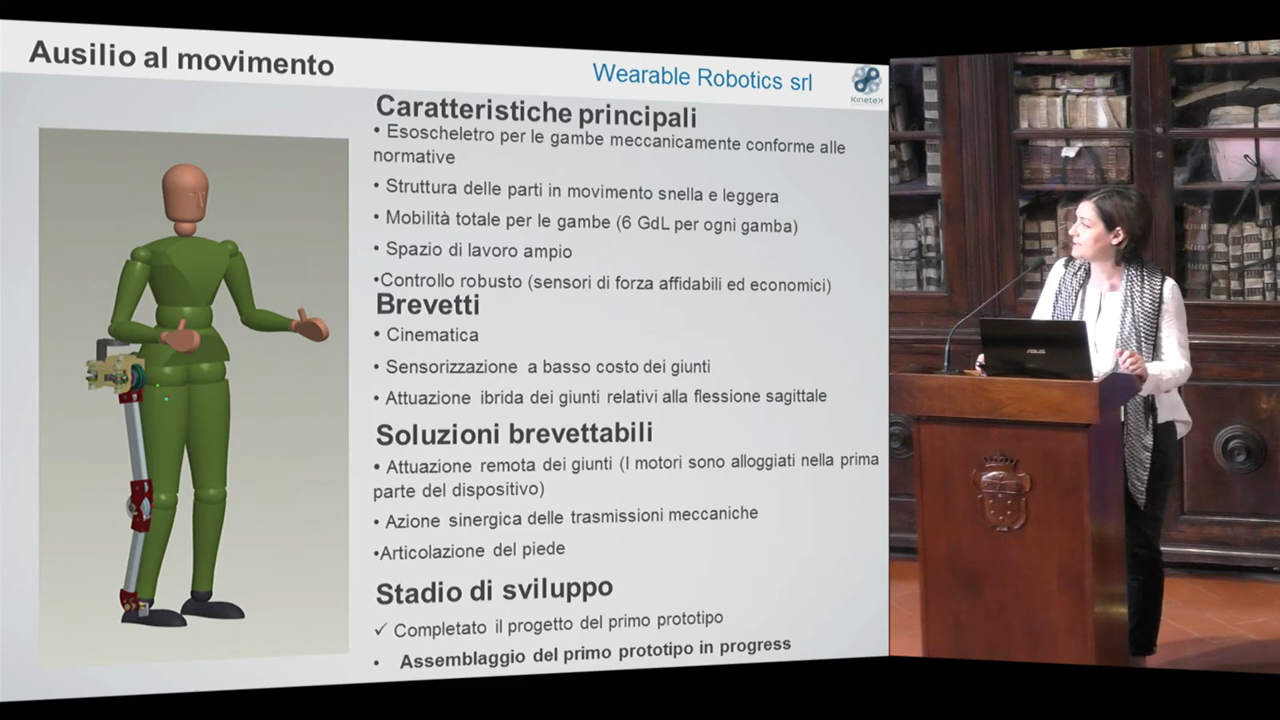 Ausilio al movimento
Wearable Robotics srl
KineteK
Caratteristiche principali
• Esoscheletro per le gambe meccanicamente conforme alle
normative
• Struttura delle parti in movimento snella e leggera
• Mobilità totale per le gambe (6 GdL per ogni gamba)
• Spazio di lavoro ampio
•Controllo robusto (sensori di forza affidabili ed economici)
Brevetti
• Cinematica
• Sensorizzazione a basso costo dei giunti
• Attuazione ibrida dei giunti relativi alla flessione sagittale
Soluzioni brevettabili
• Attuazione remota dei giunti (I motori sono alloggiati nella prima
parte del dispositivo)
• Azione sinergica delle trasmissioni meccaniche
•Articolazione del piede
Stadio di sviluppo
✓ Completato il progetto del primo prototipo
• Assemblaggio del primo prototipo in progress
ASUS